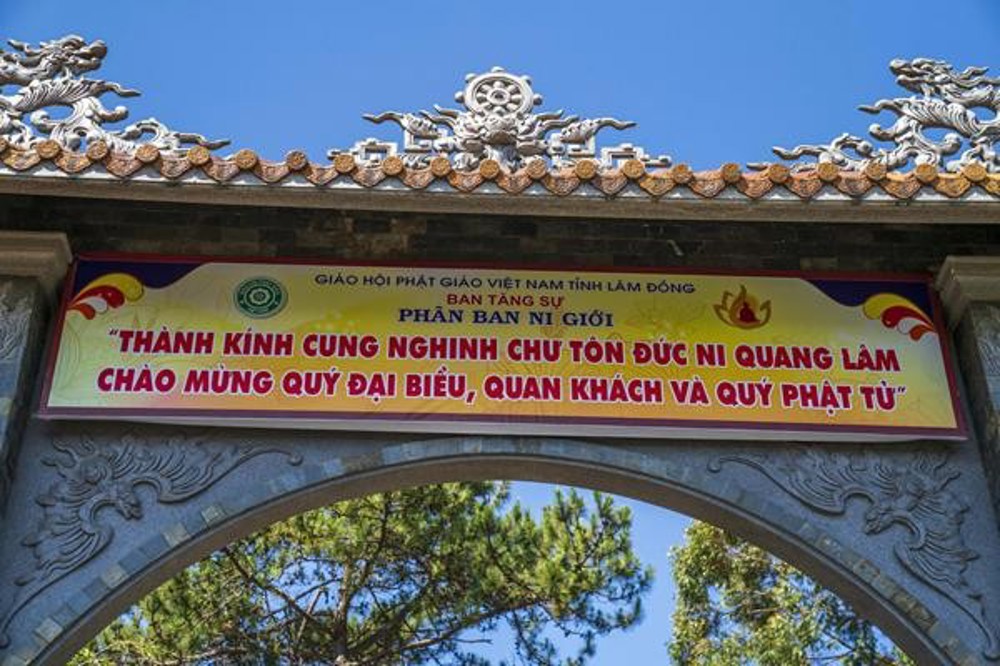 GIÁO HỘI PHẬT GIÁO VIỆT NAM TỈNH LÂM ĐỒNG
BAN TĂNG SỰ
PHÂN BAN NI GIỚI
"THÀNH KÍNH CUNG NGHINH CHƯ TÔN ĐỨC NI QUANG LÂM
CHÀO MỪNG QUÝ ĐẠI BIỂU, QUAN KHÁCH VÀ QUÝ PHẬT TỬ"